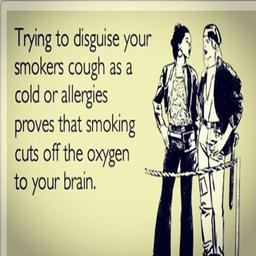 Trying to disguise your
smokers cough as a
cold or allergies
proves that smoking
cuts off the oxygen
to your brain.